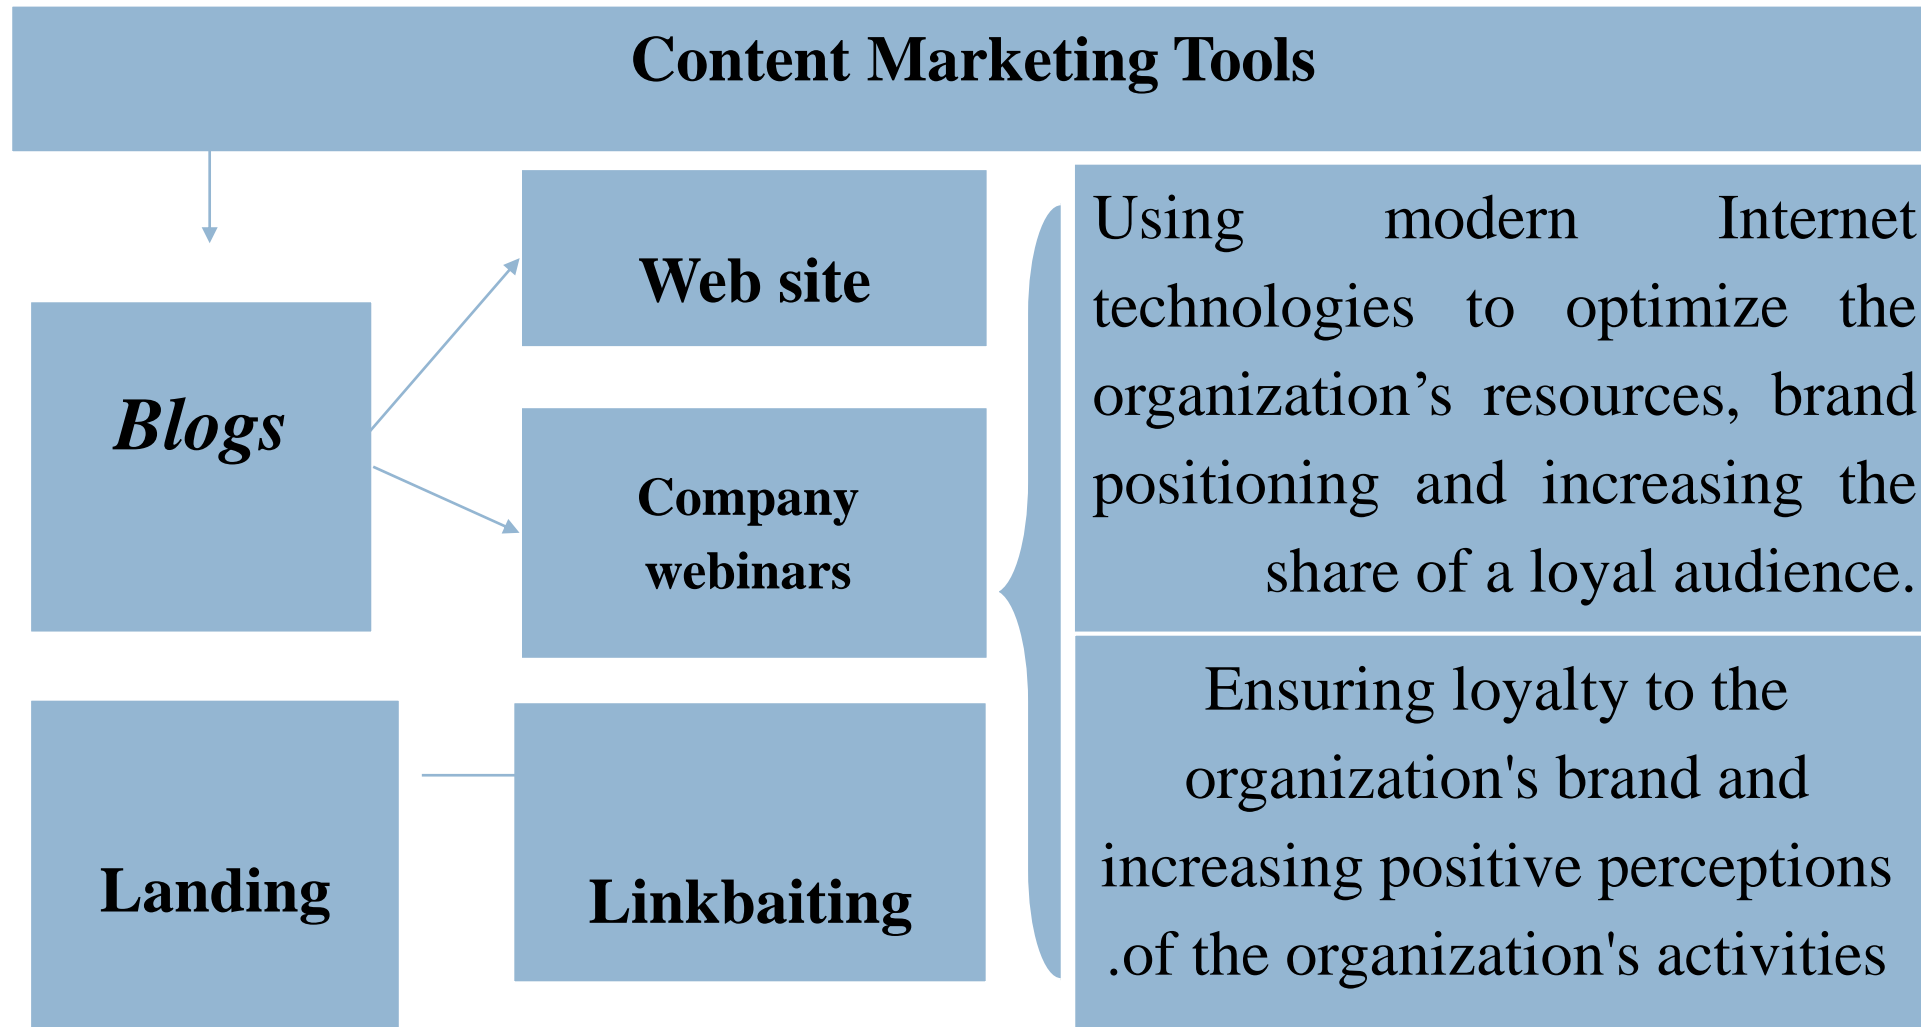 Content Marketing Tools
Blogs
Web site
Company
webinars
Landing
Linkbaiting
Using modern Internet
technologies to optimize the
organization’s resources, brand
positioning and increasing the
share of a loyal audience.
Ensuring loyalty to the
organization's brand and
increasing positive perceptions
.of the organization's activities